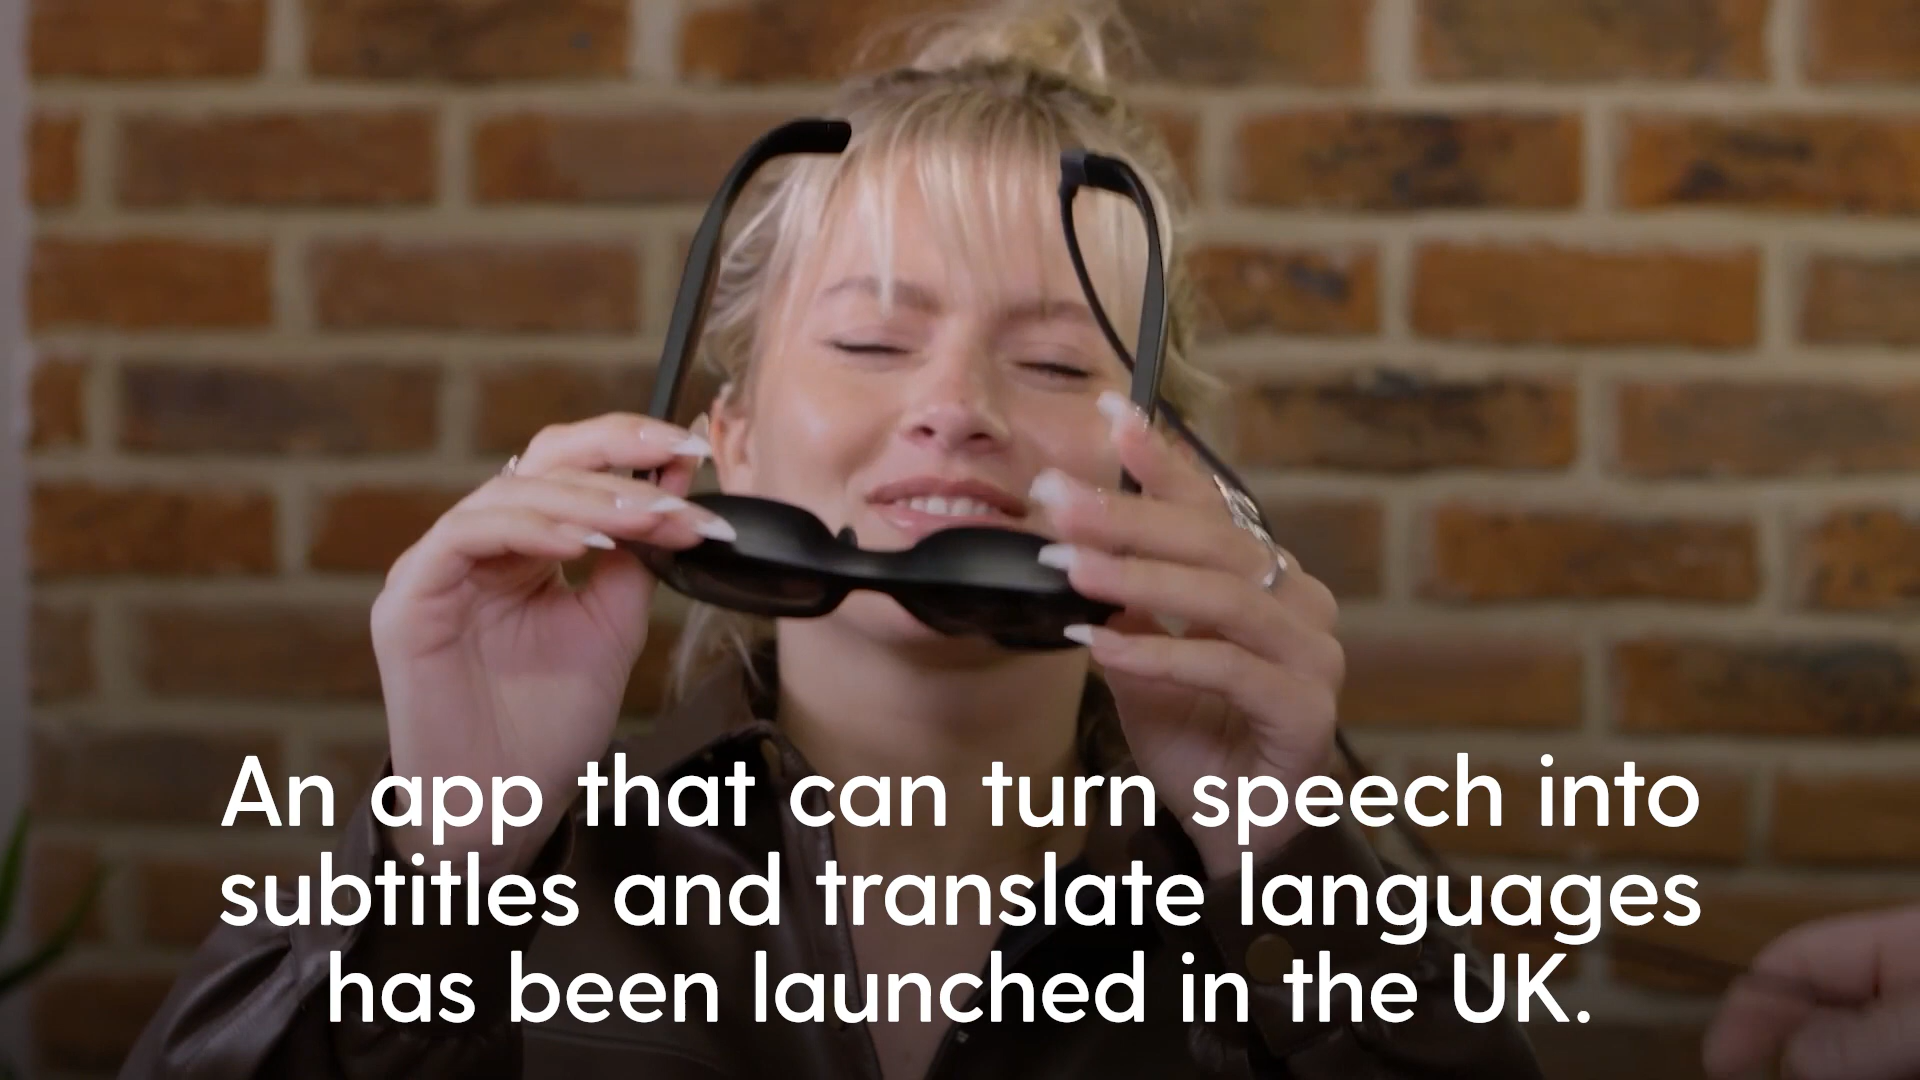 An app that can turn speech into
subtitles and translate languages
has been launched in the UK.